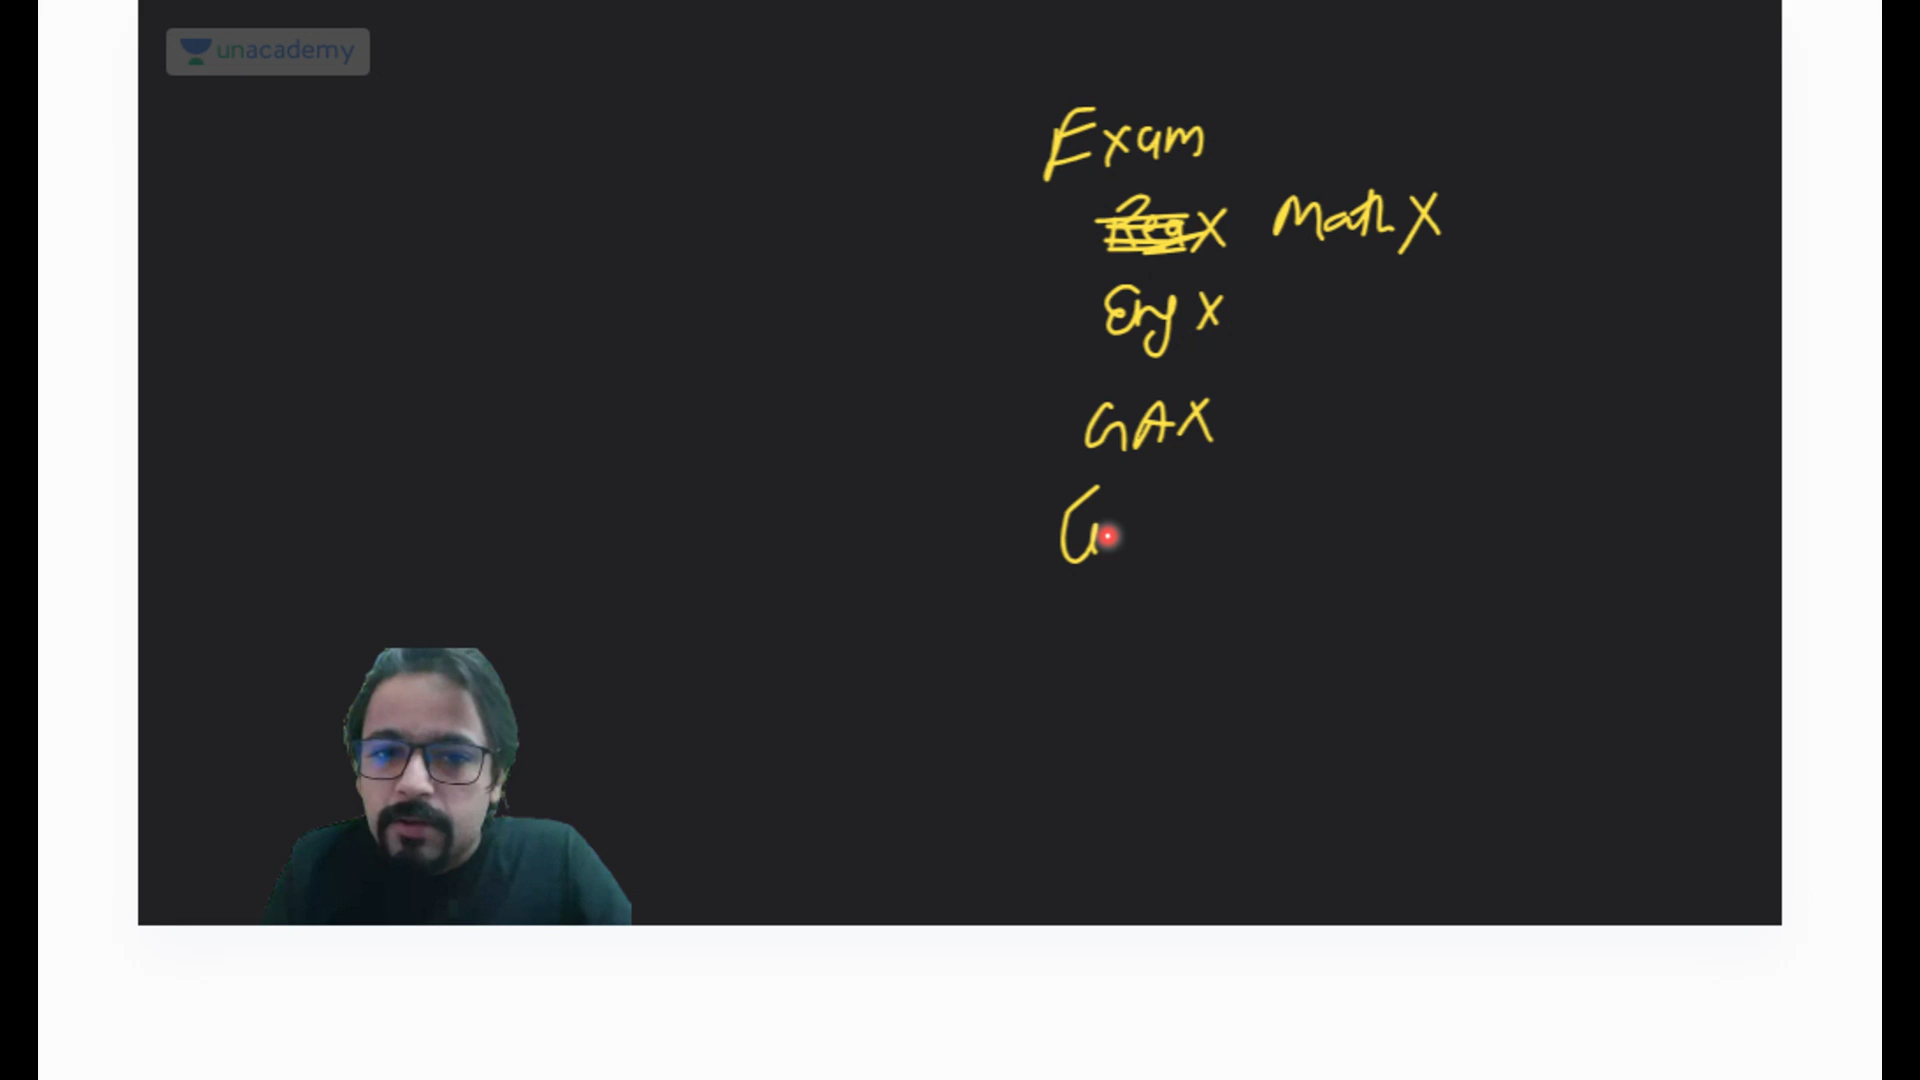 unacademy
Exam
X Math X
Eng X
GA X
G